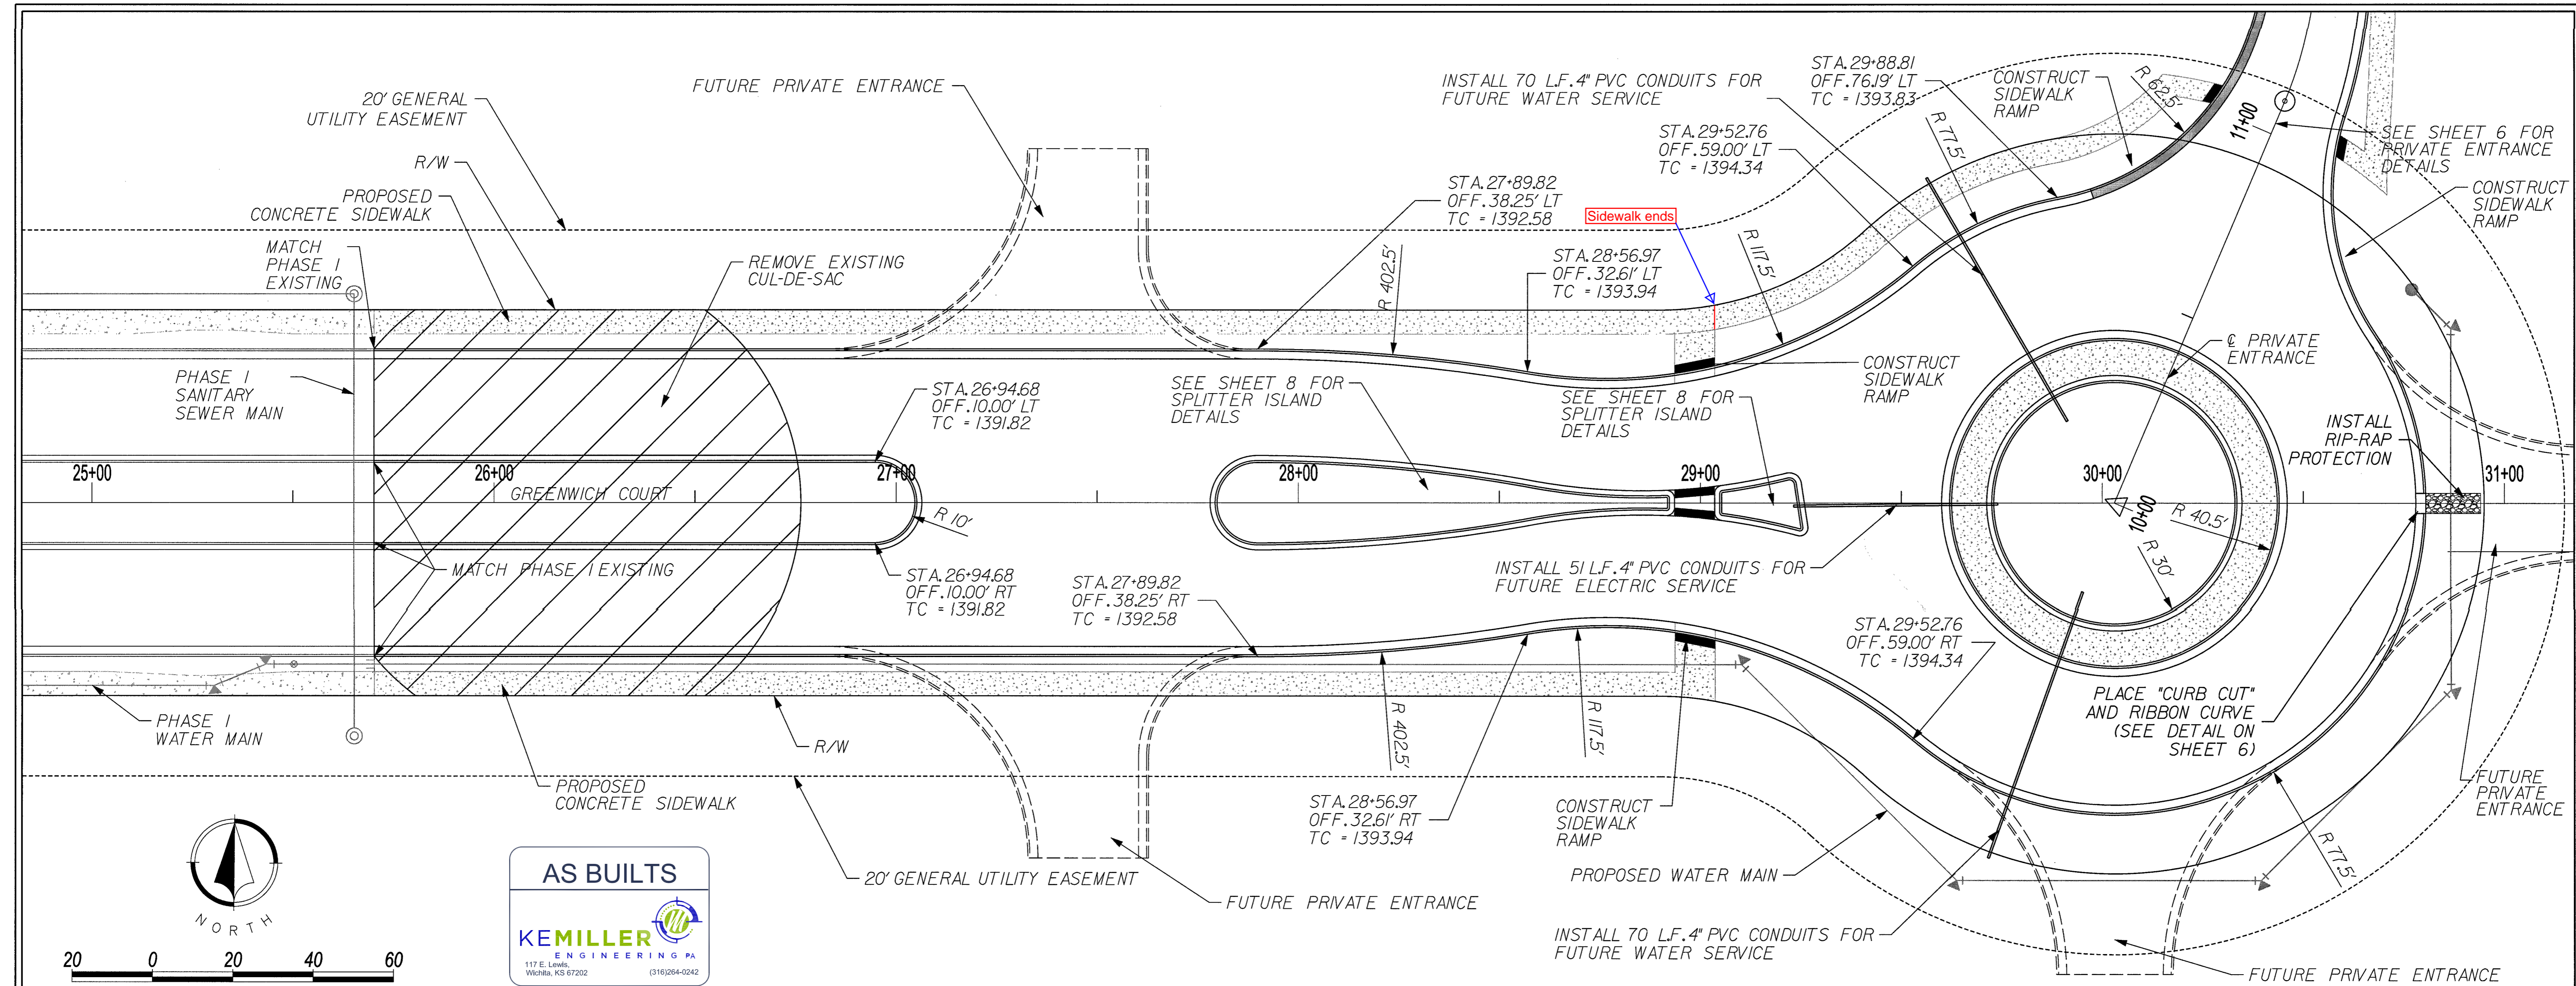 20' GENERAL
UTILITY EASEMENT
R/W
PROPOSED
CONCRETE SIDEWALK
MATCH
PHASE I
EXISTING
FUTURE PRIVATE ENTRANCE
REMOVE EXISTING
CUL-DE-SAC
INSTALL 70 L.F. 4" PVC CONDUITS FOR
FUTURE WATER SERVICE
STA. 29+88.81
OFF. 76.19' LT
TC = 1393.83
CONSTRUCT
SIDEWALK
RAMP
R 62.5'
11+00
SEE SHEET 6 FOR
PRIVATE ENTRANCE
DETAILS
CONSTRUCT
SIDEWALK
RAMP
STA. 29+52.76
OFF. 59.00' LT
TC = 1394.34
R 77.5'
STA. 27+89.82
OFF. 38.25' LT
TC = 1392.58
Sidewalk ends
R 402.5'
STA. 28+56.97
OFF. 32.61' LT
TC = 1393.94
R 117.5'
PHASE I
SANITARY
SEWER MAIN
STA. 26+94.68
OFF. 10.00' LT
TC = 1391.82
SEE SHEET 8 FOR
SPLITTER ISLAND
DETAILS
SEE SHEET 8 FOR
SPLITTER ISLAND
DETAILS
CONSTRUCT
SIDEWALK
RAMP
℄ PRIVATE
ENTRANCE
INSTALL
RIP-RAP
PROTECTION
25+00
26+00
27+00
28+00
29+00
30+00
31+00
GREENWICH COURT
R 10'
10+00
R 40.5'
R 30'
MATCH PHASE I EXISTING
STA. 26+94.68
OFF. 10.00' RT
TC = 1391.82
STA. 27+89.82
OFF. 38.25' RT
TC = 1392.58
INSTALL 51 L.F. 4" PVC CONDUITS FOR
FUTURE ELECTRIC SERVICE
STA. 29+52.76
OFF. 59.00' RT
TC = 1394.34
PLACE "CURB CUT"
AND RIBBON CURVE
(SEE DETAIL ON
SHEET 6)
PHASE I
WATER MAIN
R/W
R 402.5'
R 117.5'
PROPOSED
CONCRETE SIDEWALK
STA. 28+56.97
OFF. 32.61' RT
TC = 1393.94
CONSTRUCT
SIDEWALK
RAMP
FUTURE
PRIVATE
ENTRANCE
R 77.5'
PROPOSED WATER MAIN
20' GENERAL UTILITY EASEMENT
FUTURE PRIVATE ENTRANCE
INSTALL 70 L.F. 4" PVC CONDUITS FOR
FUTURE WATER SERVICE
FUTURE PRIVATE ENTRANCE
NORTH
20 0 20 40 60
AS BUILTS
KEMILLER
ENGINEERING PA
117 E. Lewis,
Wichita, KS 67202 (316)264-0242